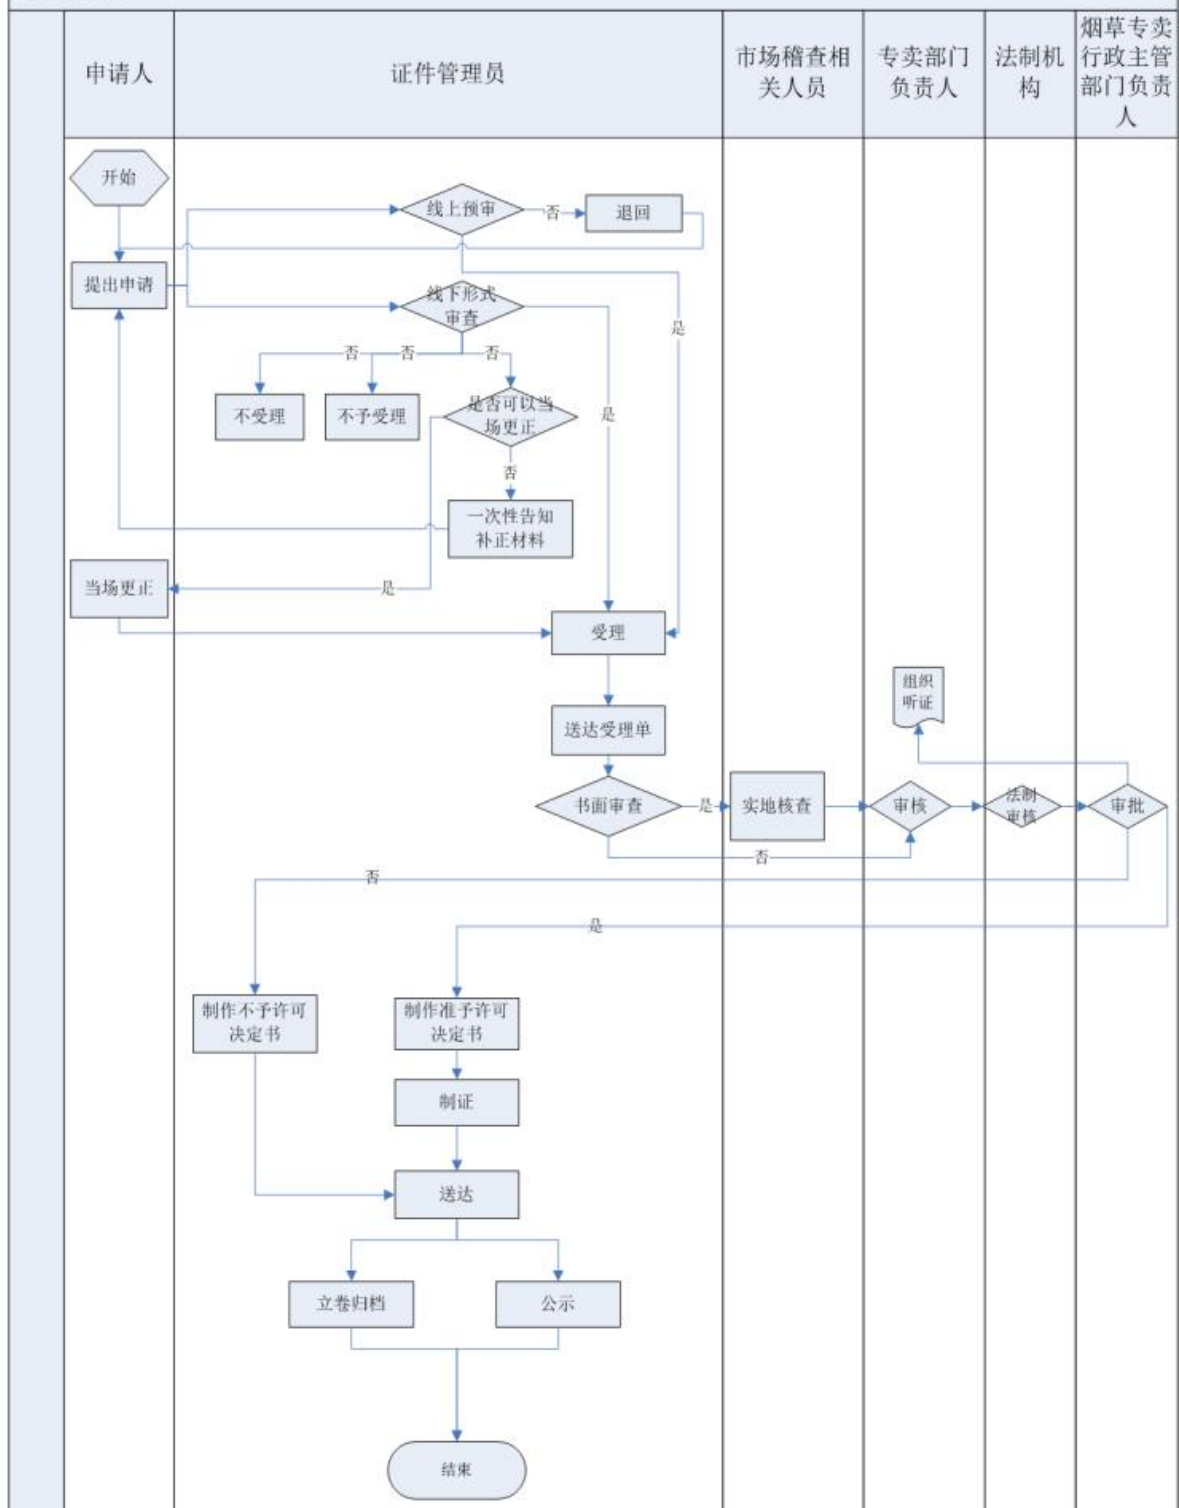 申请人
证件管理员
市场稽查相
关人员
专卖部门
负责人
法制机
构
烟草专卖
行政主管
部门负责
人
开始
线上预审
否
退回
提出申请
线下形式
审查
是
否
否
否
不受理
不予受理
是否可以当
场更正
是
否
一次性告知
补正材料
当场更正
是
受理
组织
听证
送达受理单
书面审查
是
实地核查
审核
法制
审核
审批
否
否
是
制作不予许可
决定书
制作准予许可
决定书
制证
送达
立卷归档
公示
结束